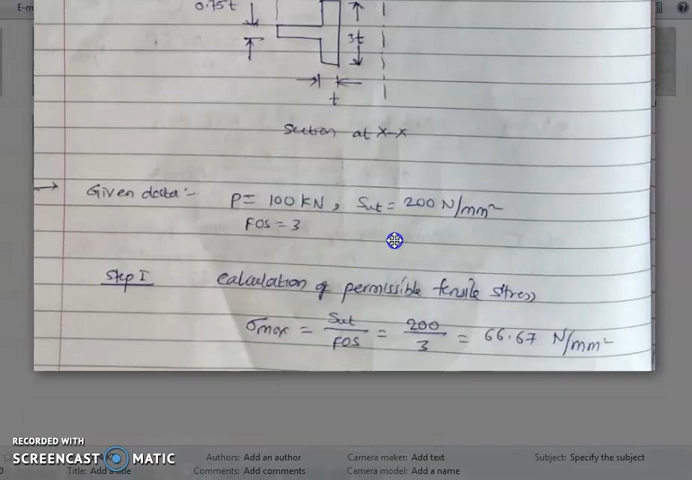 E-m
0.75t
3t
t
Section at x-x
Given data:-
P = 100 KN, Sut = 200 N/mm²
FOS = 3
Step I calculation of permissible tensile stress
σmax = Sut/FOS = 200/3 = 66.67 N/mm²
RECORDED WITH
SCREENCAST MATIC
Authors: Add an author
Camera maker: Add text
Subject: Specify the subject
Title: Add a title
Comments: Add comments
Camera model: Add a name